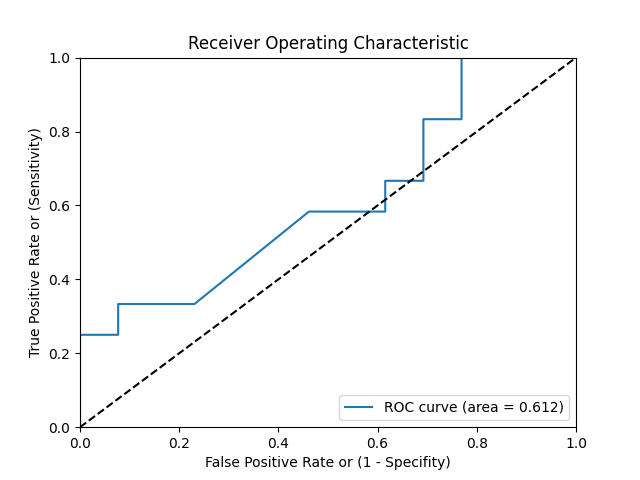 Receiver Operating Characteristic
True Positive Rate or (Sensitivity)
1.0
0.8
0.6
0.4
0.2
0.0
ROC curve (area = 0.612)
0.0 0.2 0.4 0.6 0.8 1.0
False Positive Rate or (1 - Specifity)